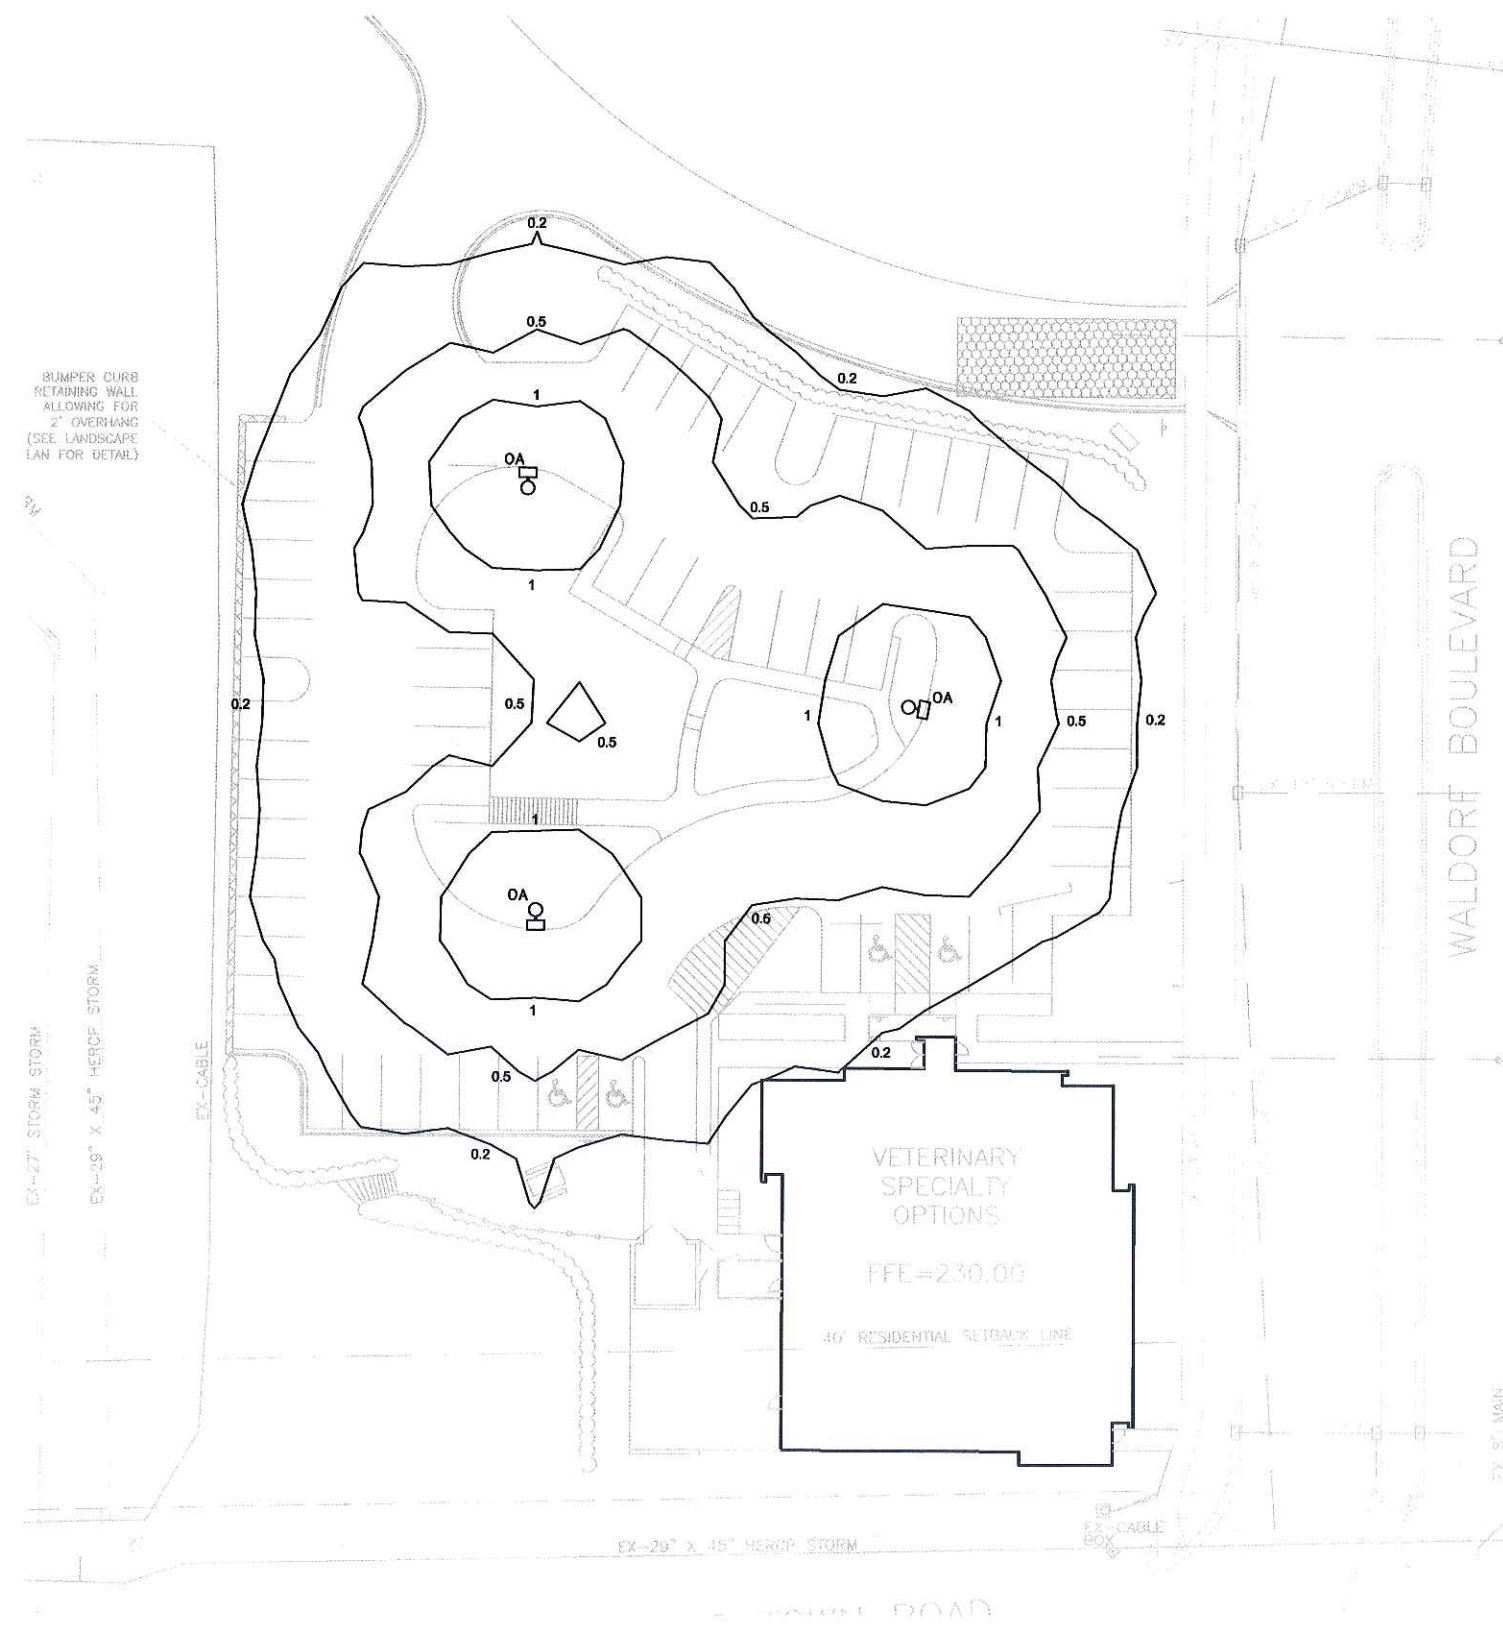 0.2
0.5
0.2
BUMPER CURB
RETAINING WALL
ALLOWING FOR
2' OVERHANG
(SEE LANDSCAPE
LAN FOR DETAIL)
1
OA
0.5
1
WALDORF BOULEVARD
0.2
0.5
0.5
1
OA
1
0.5
0.2
1
OA
0.6
1
0.2
0.5
0.2
EX-27" STORM STORM
EX-29" X 45" HERCP STORM
EX-CABLE
VETERINARY
SPECIALTY
OPTIONS
FFE=230.00
40' RESIDENTIAL SETBACK LINE
EX-CABLE
BOX
EX-29" X 45" HERCP STORM
ROAD